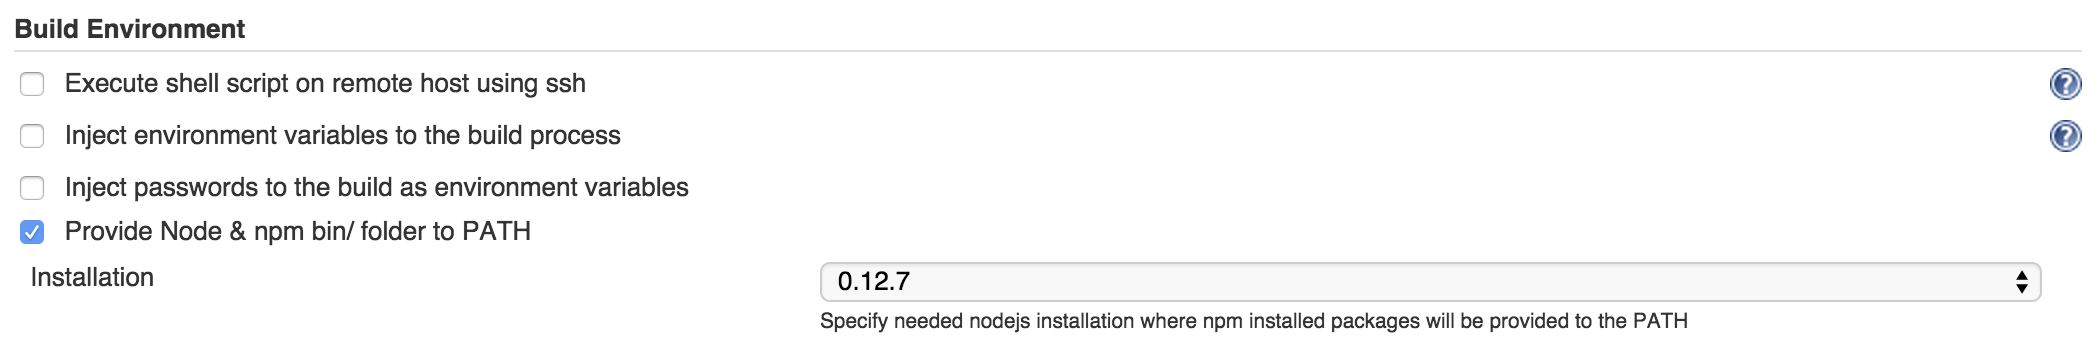 Build Environment
Execute shell script on remote host using ssh
?
Inject environment variables to the build process
?
Inject passwords to the build as environment variables
Provide Node & npm bin/ folder to PATH
Installation
0.12.7
Specify needed nodejs installation where npm installed packages will be provided to the PATH